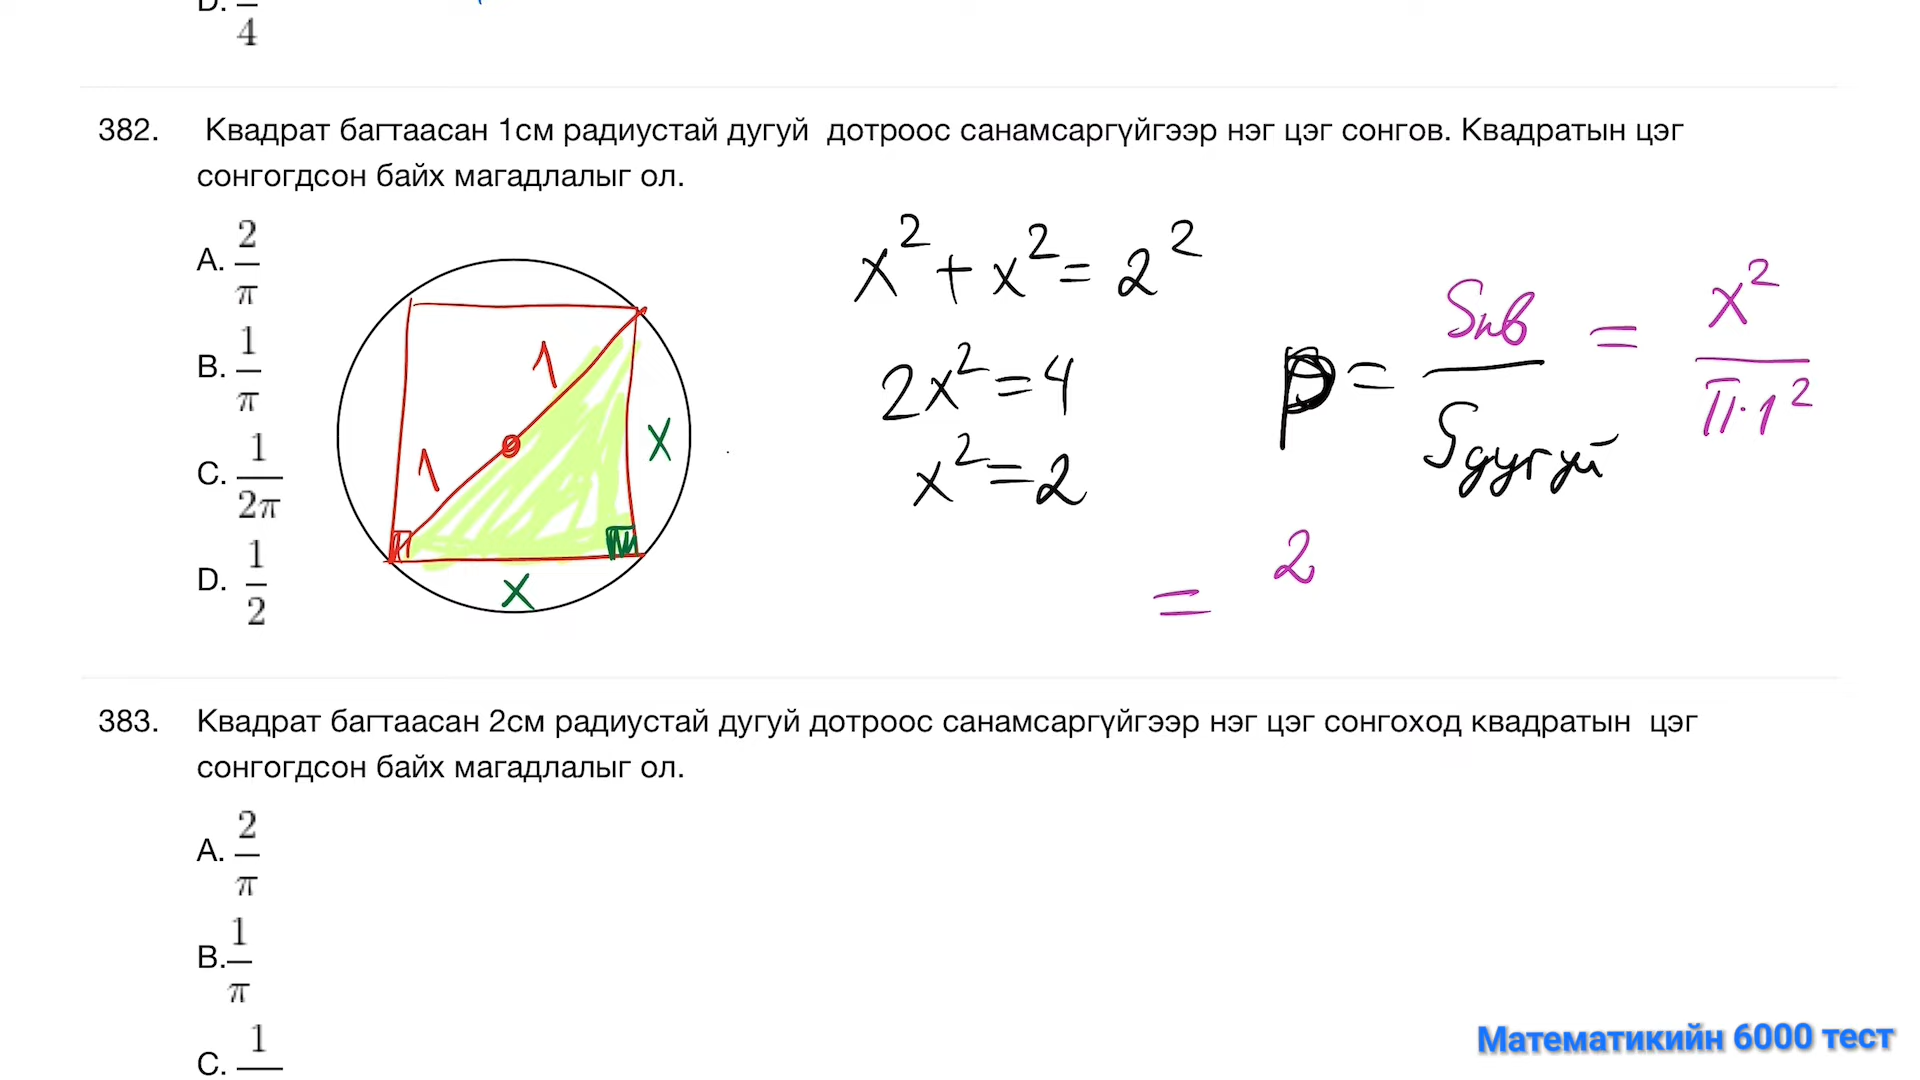 D.
4
382. Квадрат багтаасан 1см радиустай дугуй дотроос санамсаргүйгээр нэг цэг сонгов. Квадратын цэг
сонгогдсон байх магадлалыг ол.
A. 2/π
B. 1/π
C. 1/2π
D. 1/2
1
1
x
x
x² + x² = 2²
2x² = 4
x² = 2
p = Sкв/Sдугуй = x²/π·1²
= 2
383. Квадрат багтаасан 2см радиустай дугуй дотроос санамсаргүйгээр нэг цэг сонгоход квадратын цэг
сонгогдсон байх магадлалыг ол.
A. 2/π
B. 1/π
C. 1
Математикийн 6000 тест